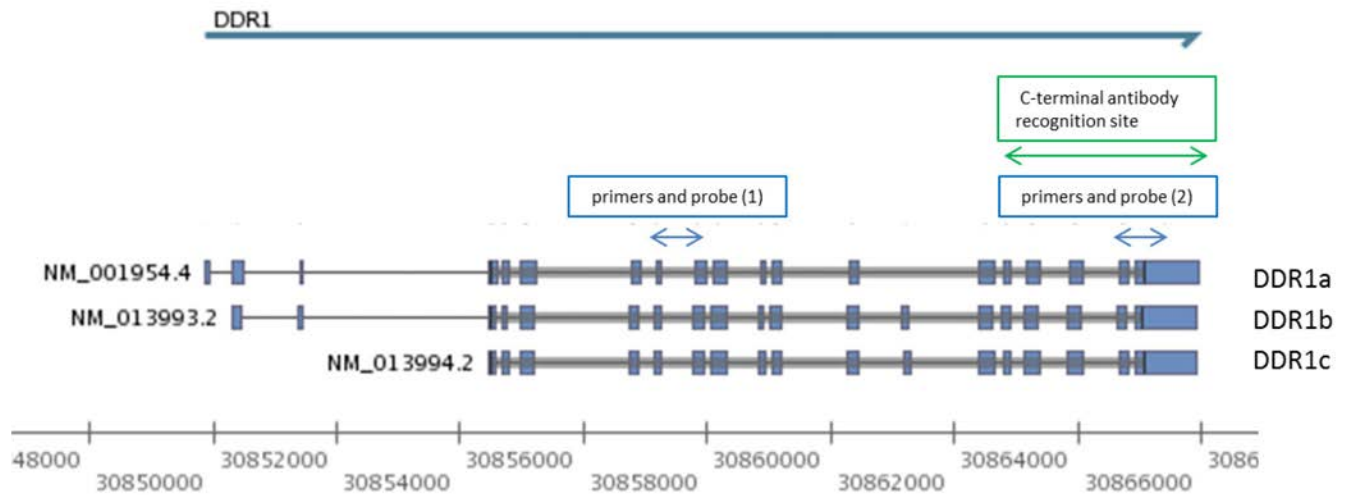 DDR1
C-terminal antibody
recognition site
primers and probe (1)
primers and probe (2)
NM_001954.4
DDR1a
NM_013993.2
DDR1b
NM_013994.2
DDR1c
48000
30852000
30856000
30860000
30864000
3086
30850000
30854000
30858000
30862000
30866000